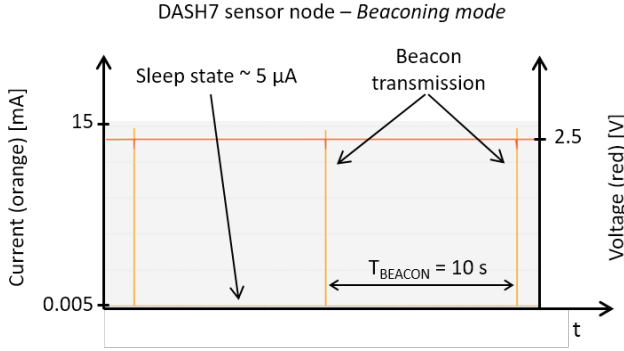 DASH7 sensor node – Beaconing mode
Sleep state ~ 5 µA
Beacon
transmission
Current (orange) [mA]
15
0.005
2.5
Voltage (red) [V]
T_BEACON = 10 s
t